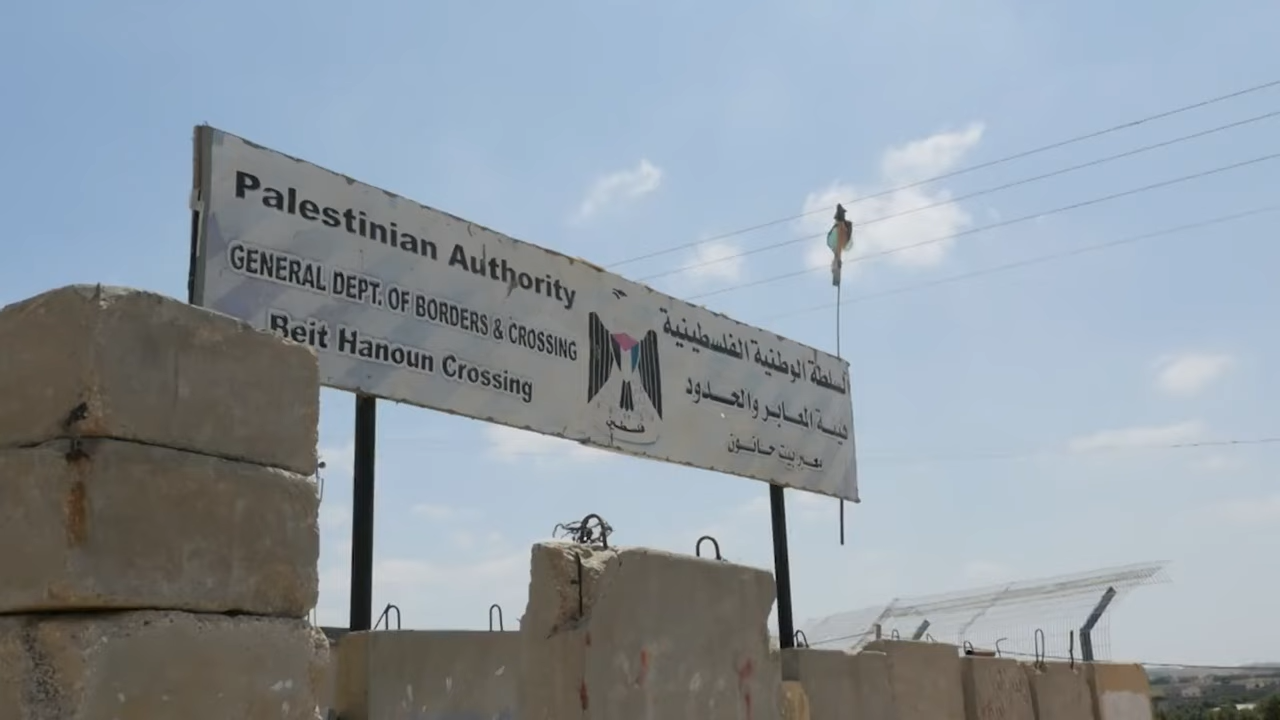 Palestinian Authority
GENERAL DEPT. OF BORDERS & CROSSING
Beit Hanoun Crossing
السلطة الوطنية الفلسطينية
هيئة المعابر والحدود
معبر بيت حانون
فلسطين